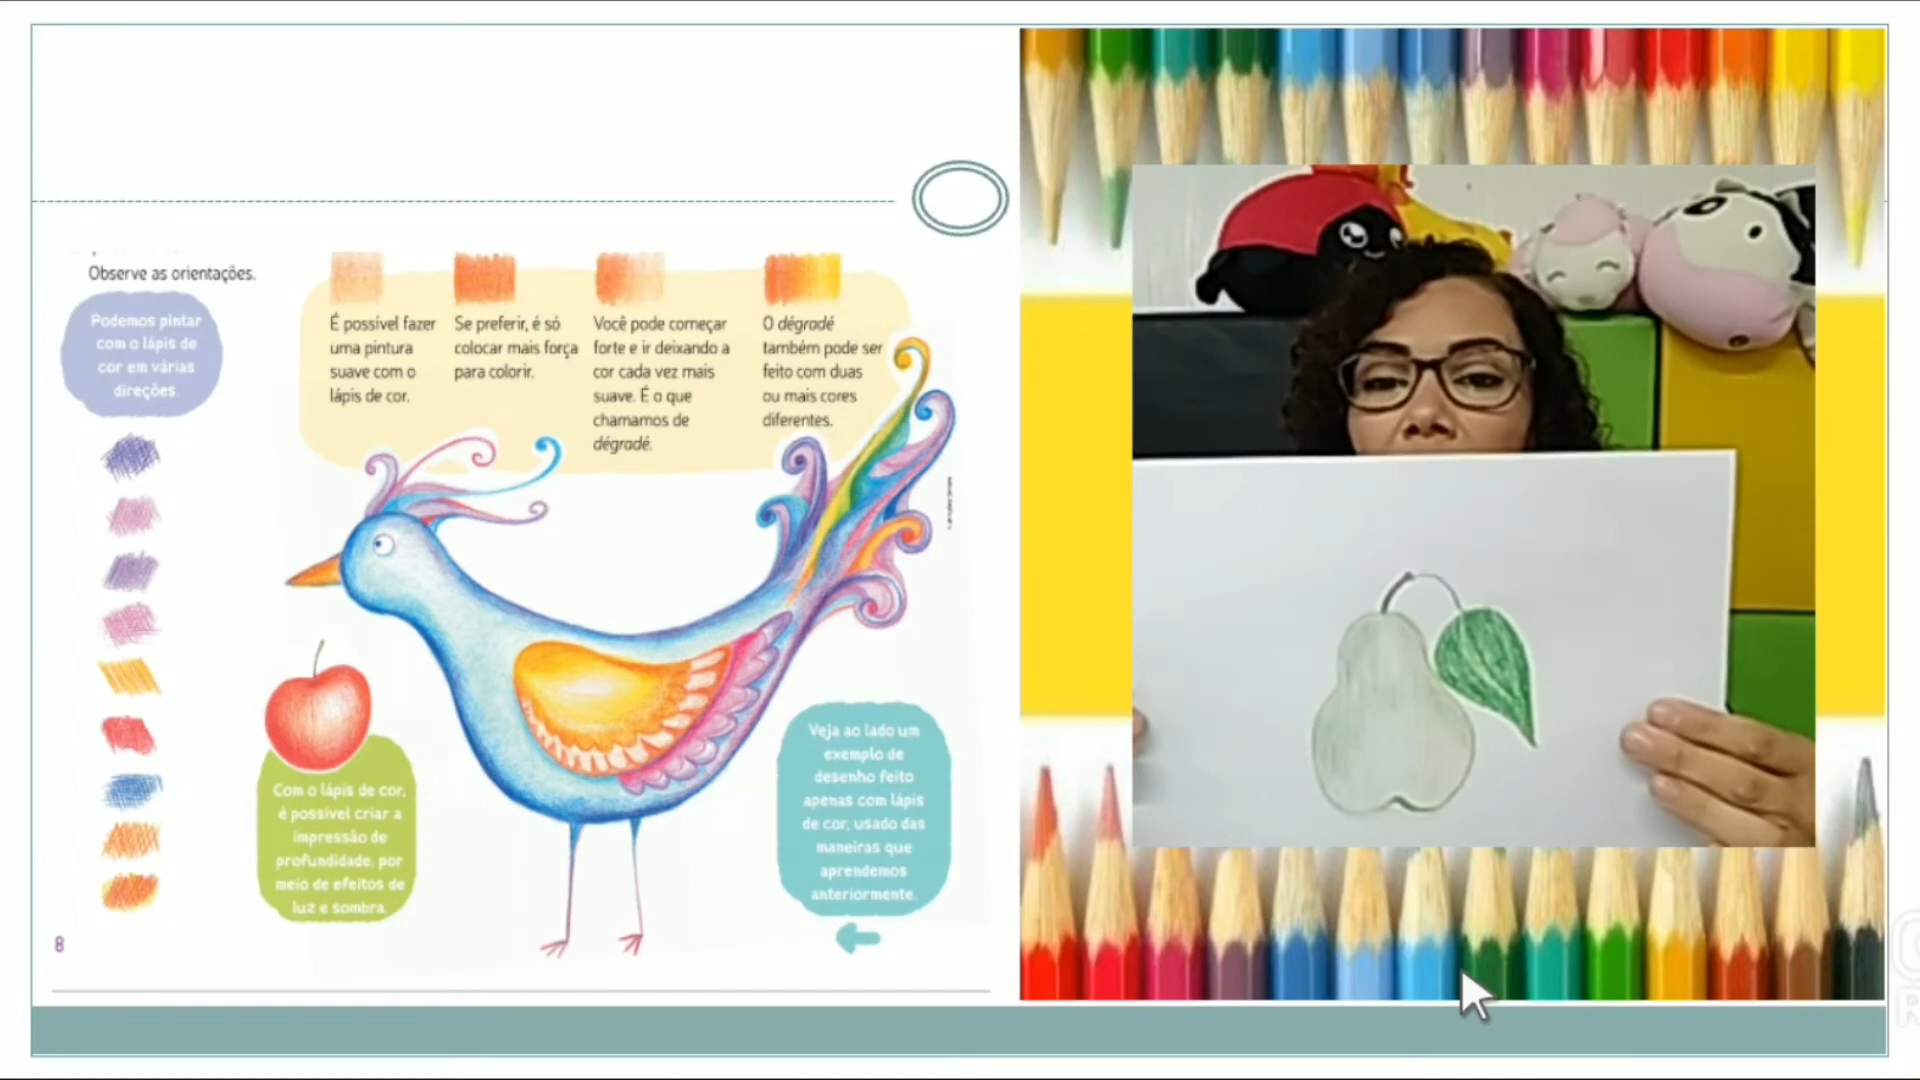 Observe as orientações.
Podemos pintar
com o lápis de
cor em várias
direções.
É possível fazer
uma pintura
suave com o
lápis de cor.
Se preferir, é só
colocar mais força
para colorir.
Você pode começar
forte e ir deixando a
cor cada vez mais
suave. É o que
chamamos de
dégradé.
O dégradé
também pode ser
feito com duas
ou mais cores
diferentes.
Com o lápis de cor,
é possível criar a
impressão de
profundidade, por
meio de efeitos de
luz e sombra.
Veja ao lado um
exemplo de
desenho feito
apenas com lápis
de cor, usado das
maneiras que
aprendemos
anteriormente.
8